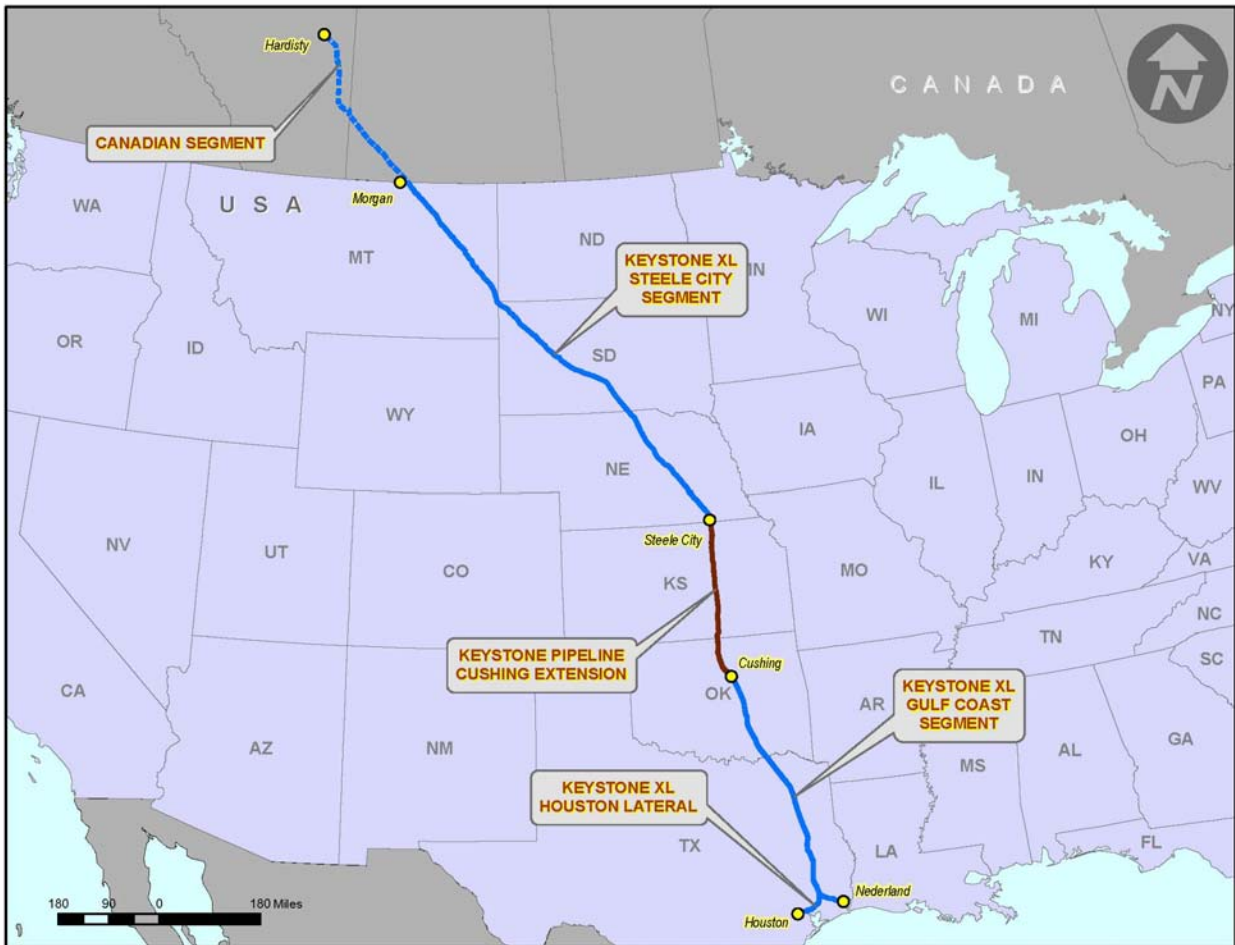 Hardisty
CANADA
N
CANADIAN SEGMENT
Morgan
WA
USA
MT
ND
KEYSTONE XL
STEELE CITY
SEGMENT
WI
MI
NY
OR
ID
SD
PA
WY
IA
OH
NE
IL
IN
WV
NV
UT
CO
Steele City
KS
MO
KY
VA
NC
TN
SC
KEYSTONE PIPELINE
CUSHING EXTENSION
Cushing
OK
CA
AZ
NM
AR
KEYSTONE XL
GULF COAST
SEGMENT
MS
AL
GA
KEYSTONE XL
HOUSTON LATERAL
TX
LA
FL
Nederland
Houston
180 90 0 180 Miles